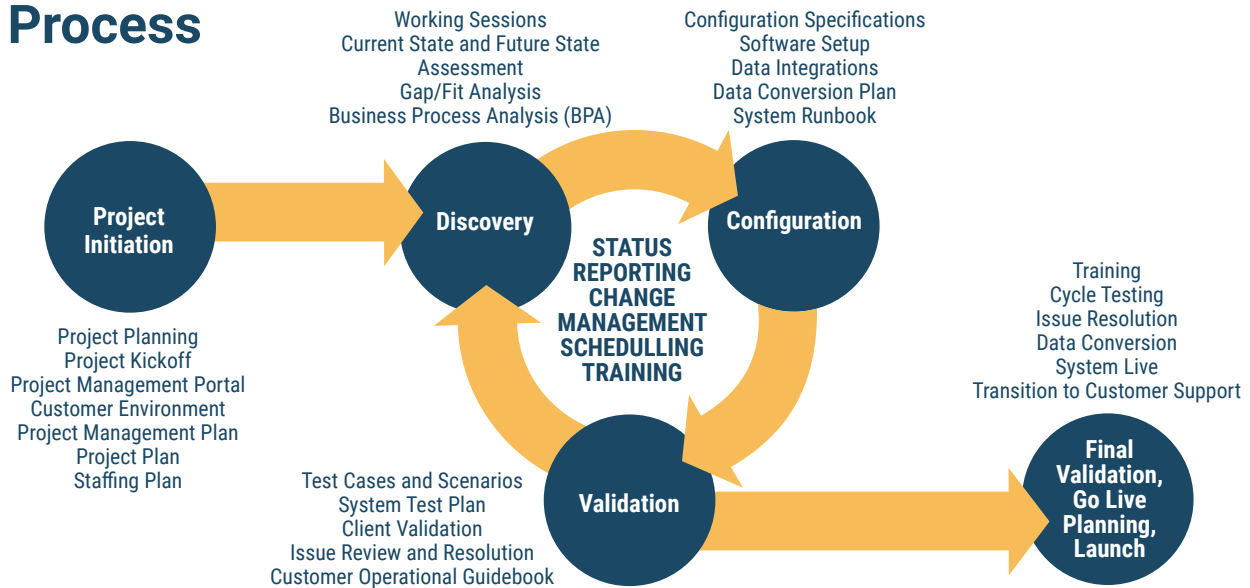 Process
Working Sessions
Current State and Future State
Assessment
Gap/Fit Analysis
Business Process Analysis (BPA)
Configuration Specifications
Software Setup
Data Integrations
Data Conversion Plan
System Runbook
Project
Initiation
Discovery
Configuration
STATUS
REPORTING
CHANGE
MANAGEMENT
SCHEDULLING
TRAINING
Project Planning
Project Kickoff
Project Management Portal
Customer Environment
Project Management Plan
Project Plan
Staffing Plan
Training
Cycle Testing
Issue Resolution
Data Conversion
System Live
Transition to Customer Support
Test Cases and Scenarios
System Test Plan
Client Validation
Issue Review and Resolution
Customer Operational Guidebook
Validation
Final
Validation,
Go Live
Planning,
Launch